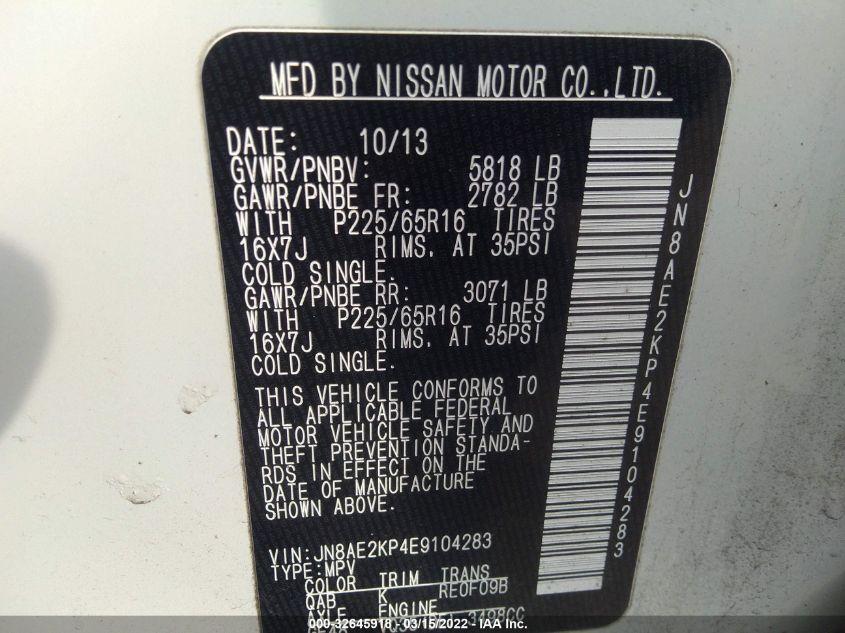 MFD BY NISSAN MOTOR CO.,LTD.
DATE: 10/13
GVWR/PNBV: 5818 LB
GAWR/PNBE FR: 2782 LB
WITH P225/65R16 TIRES
16X7J RIMS, AT 35PSI
COLD SINGLE.
GAWR/PNBE RR: 3071 LB
WITH P225/65R16 TIRES
16X7J RIMS, AT 35PSI
COLD SINGLE.
THIS VEHICLE CONFORMS TO
ALL APPLICABLE FEDERAL
MOTOR VEHICLE SAFETY AND
THEFT PREVENTION STANDA-
RDS IN EFFECT ON THE
DATE OF MANUFACTURE
SHOWN ABOVE.
VIN:JN8AE2KP4E9104283
TYPE:MPV
COLOR TRIM TRANS
QAB K RE0F09B
AXLE ENGINE
3498CC
JN8AE2KP4E9104283
000-32645918 - 03/15/2022 - IAA Inc.